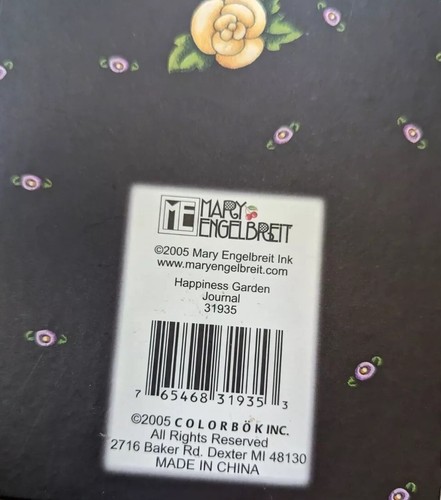 ME MARY
ENGELBREIT
©2005 Mary Engelbreit Ink
www.maryengelbreit.com
Happiness Garden
Journal
31935
7 65468 31935 3
©2005 COLORBÖK INC.
All Rights Reserved
2716 Baker Rd. Dexter MI 48130
MADE IN CHINA